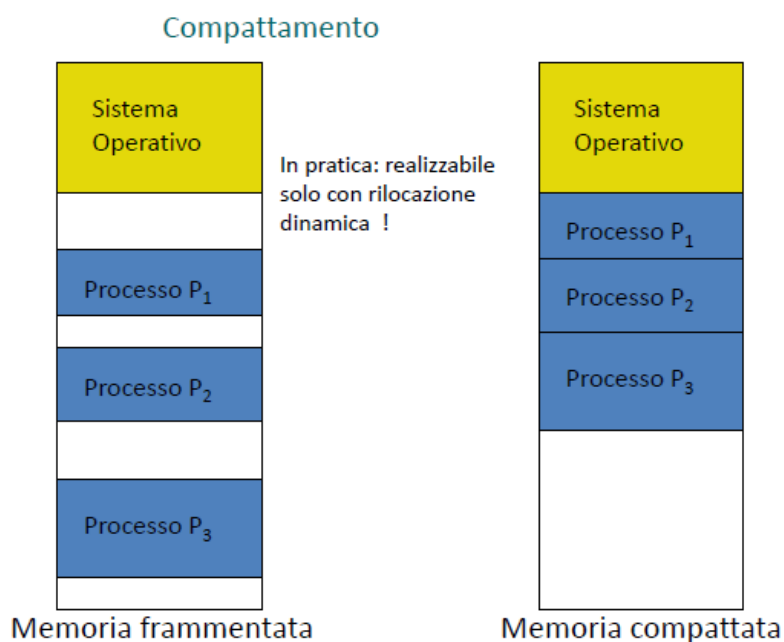 Compattamento
Sistema
Operativo
Processo P₁
Processo P₂
Processo P₃
Memoria frammentata
In pratica: realizzabile
solo con rilocazione
dinamica !
Sistema
Operativo
Processo P₁
Processo P₂
Processo P₃
Memoria compattata